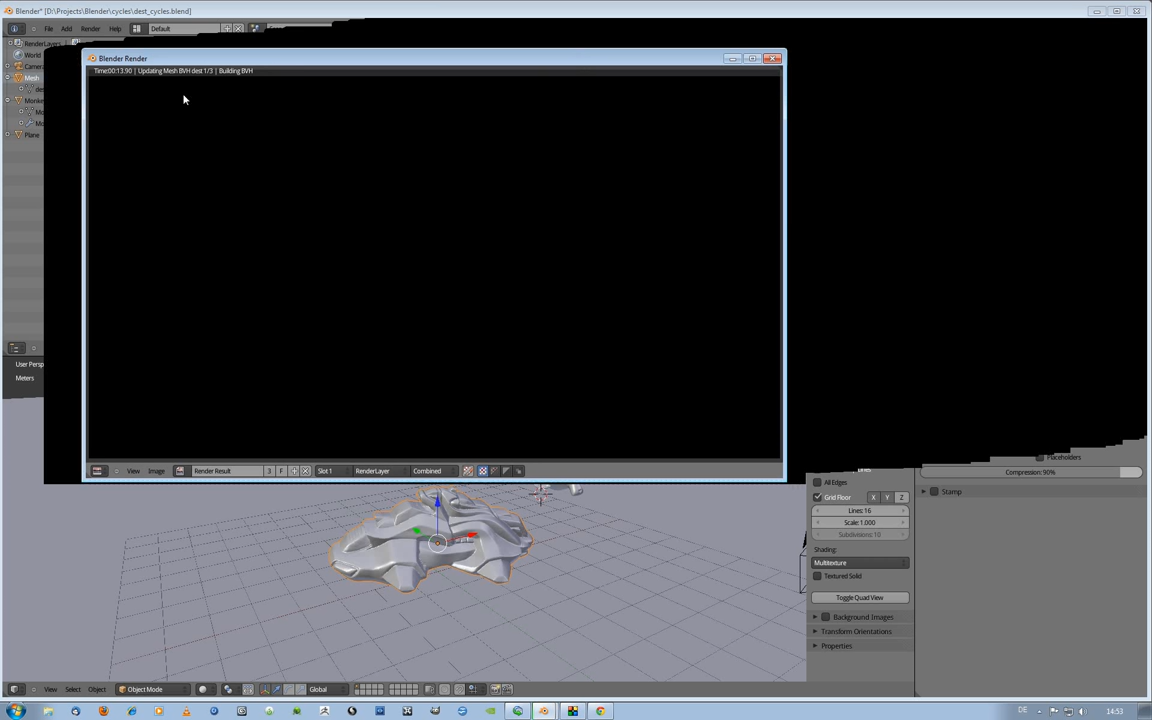 Blender* [D:\Projects\Blender\cycles\dest_cycles.blend]
File Add Render Help Default
RenderLayers
World
Camera
Mesh
Monke
Mo
Mo
Plane
Blender Render
Time:00:13.90 | Updating Mesh BVH dest 1/3 | Building BVH
User Persp
Meters
View Image Render Result 3 F Slot 1 RenderLayer Combined
Placeholders
Compression: 90%
Stamp
All Edges
Grid Floor X Y Z
Lines: 16
Scale: 1.000
Subdivisions: 10
Shading:
Multitexture
Textured Solid
Toggle Quad View
Background Images
Transform Orientations
Properties
View Select Object Object Mode Global
DE 14:53